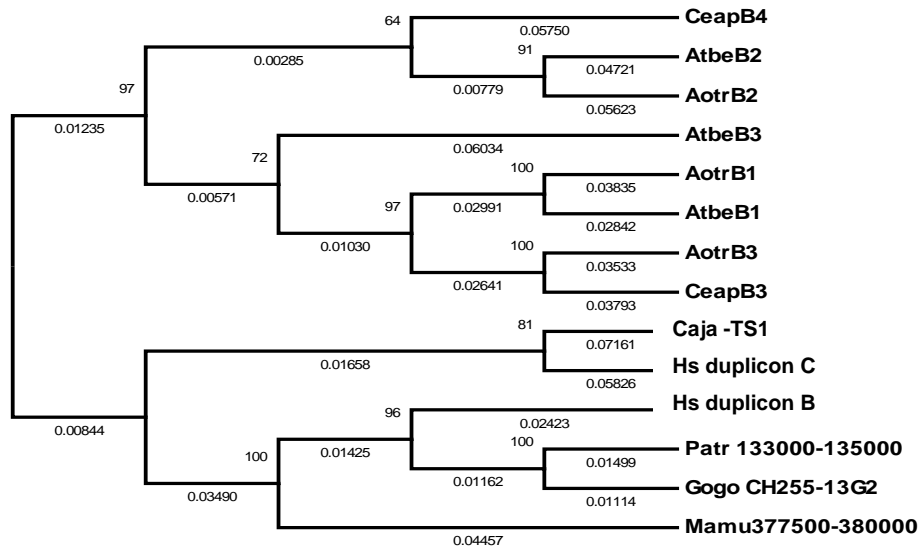 64
CeapB4
0.05750
0.00285
91
AtbeB2
0.04721
97
0.00779
AotrB2
0.05623
0.01235
AtbeB3
0.06034
72
100
AotrB1
0.03835
0.00571
97
0.02991
AtbeB1
0.02842
0.01030
100
AotrB3
0.03533
0.02641
CeapB3
0.03793
81
Caja -TS1
0.07161
0.01658
Hs duplicon C
0.05826
96
Hs duplicon B
0.02423
0.00844
100
0.01425
100
Patr 133000-135000
0.01499
0.01162
Gogo CH255-13G2
0.01114
0.03490
Mamu377500-380000
0.04457